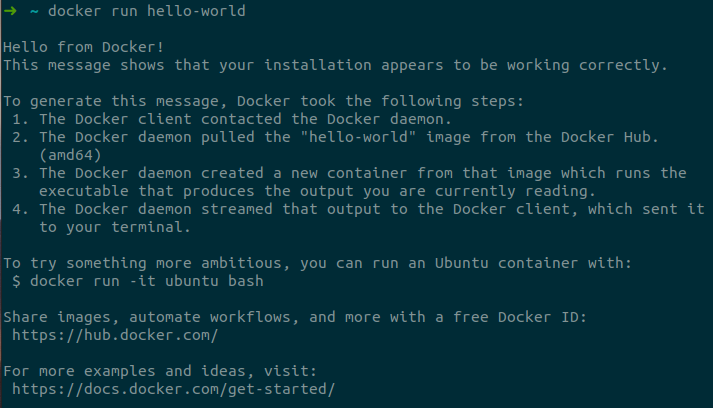 ➜ ~ docker run hello-world
Hello from Docker!
This message shows that your installation appears to be working correctly.
To generate this message, Docker took the following steps:
1. The Docker client contacted the Docker daemon.
2. The Docker daemon pulled the "hello-world" image from the Docker Hub.
(amd64)
3. The Docker daemon created a new container from that image which runs the
executable that produces the output you are currently reading.
4. The Docker daemon streamed that output to the Docker client, which sent it
to your terminal.
To try something more ambitious, you can run an Ubuntu container with:
$ docker run -it ubuntu bash
Share images, automate workflows, and more with a free Docker ID:
https://hub.docker.com/
For more examples and ideas, visit:
https://docs.docker.com/get-started/